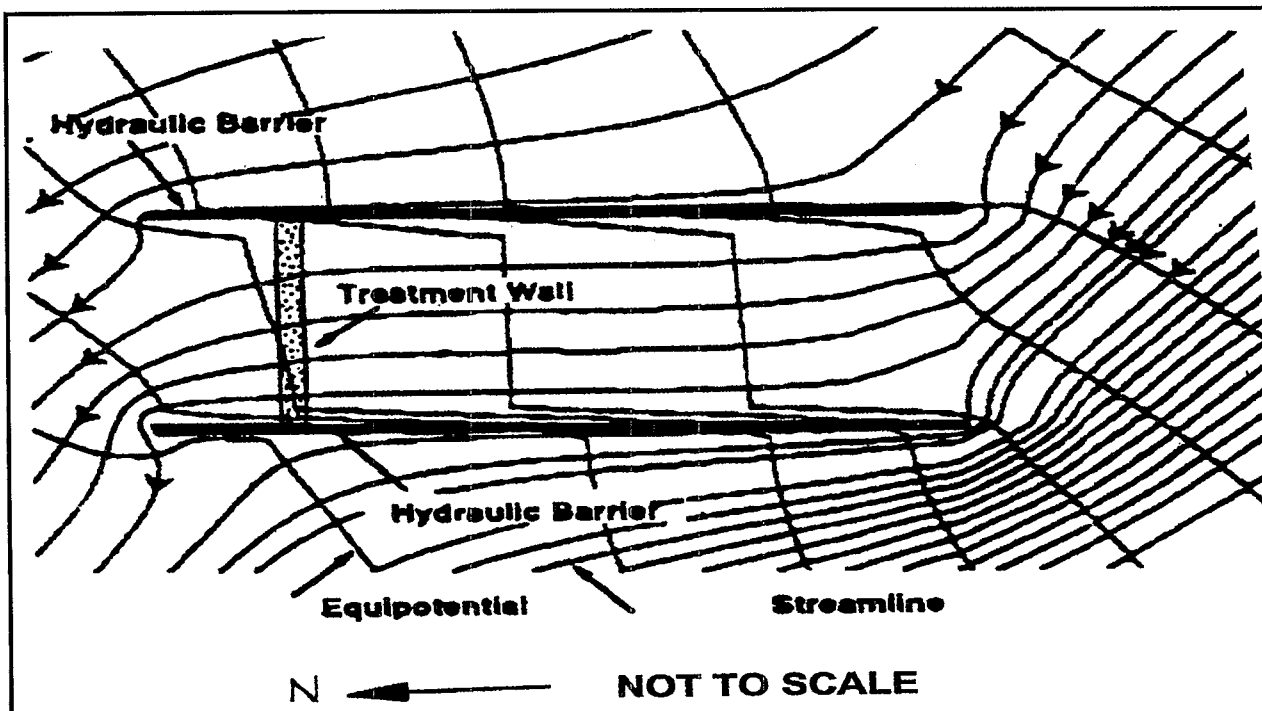 Hydraulic Barrier
Treatment Wall
Hydraulic Barrier
Equipotential
Streamline
N
NOT TO SCALE